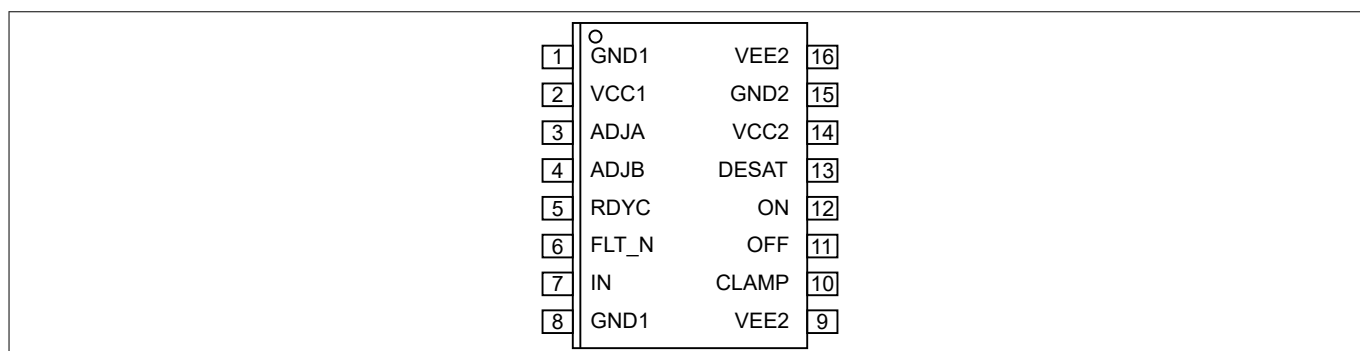 1 GND1 VEE2 16
2 VCC1 GND2 15
3 ADJA VCC2 14
4 ADJB DESAT 13
5 RDYC ON 12
6 FLT_N OFF 11
7 IN CLAMP 10
8 GND1 VEE2 9